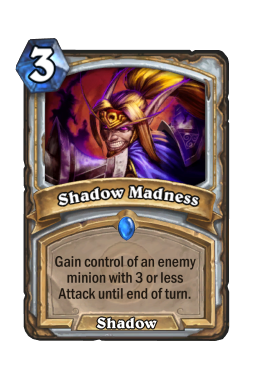 3
Shadow Madness
Gain control of an enemy
minion with 3 or less
Attack until end of turn.
Shadow